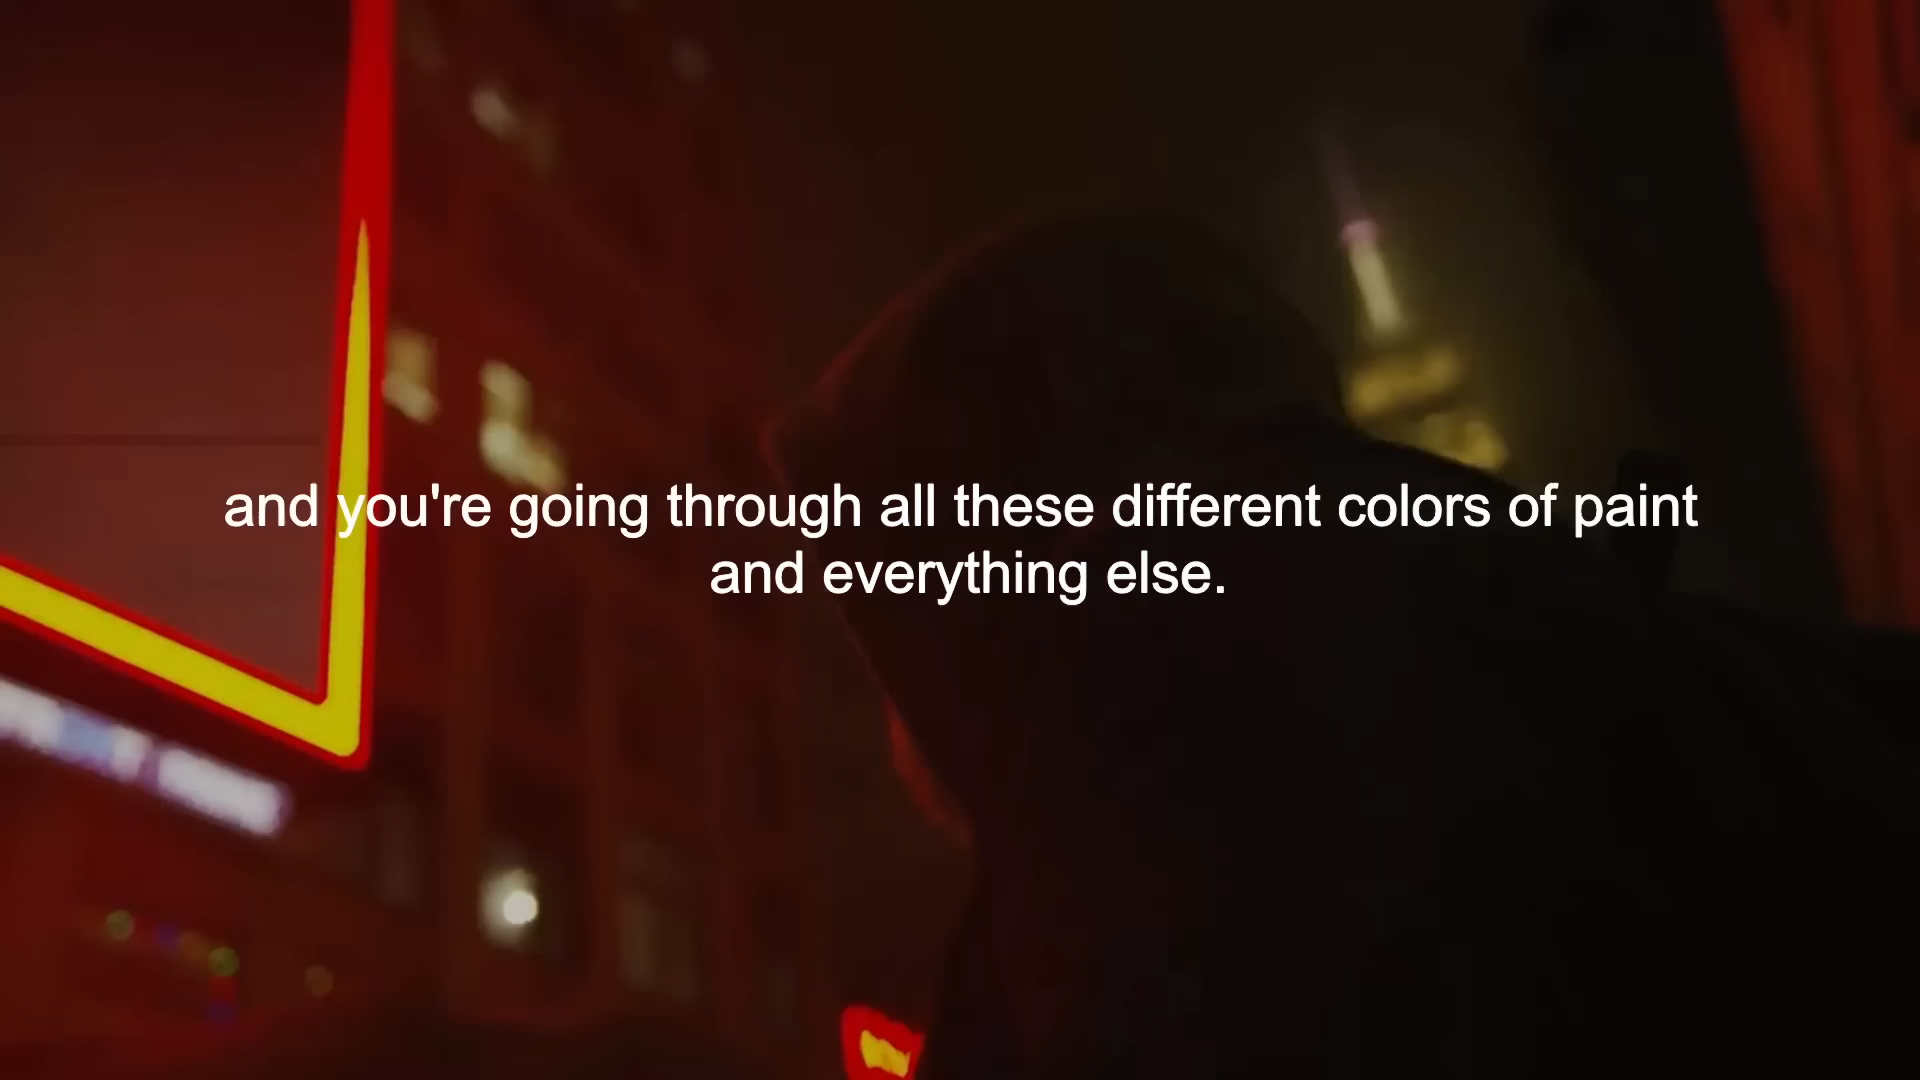 and you're going through all these different colors of paint
and everything else.